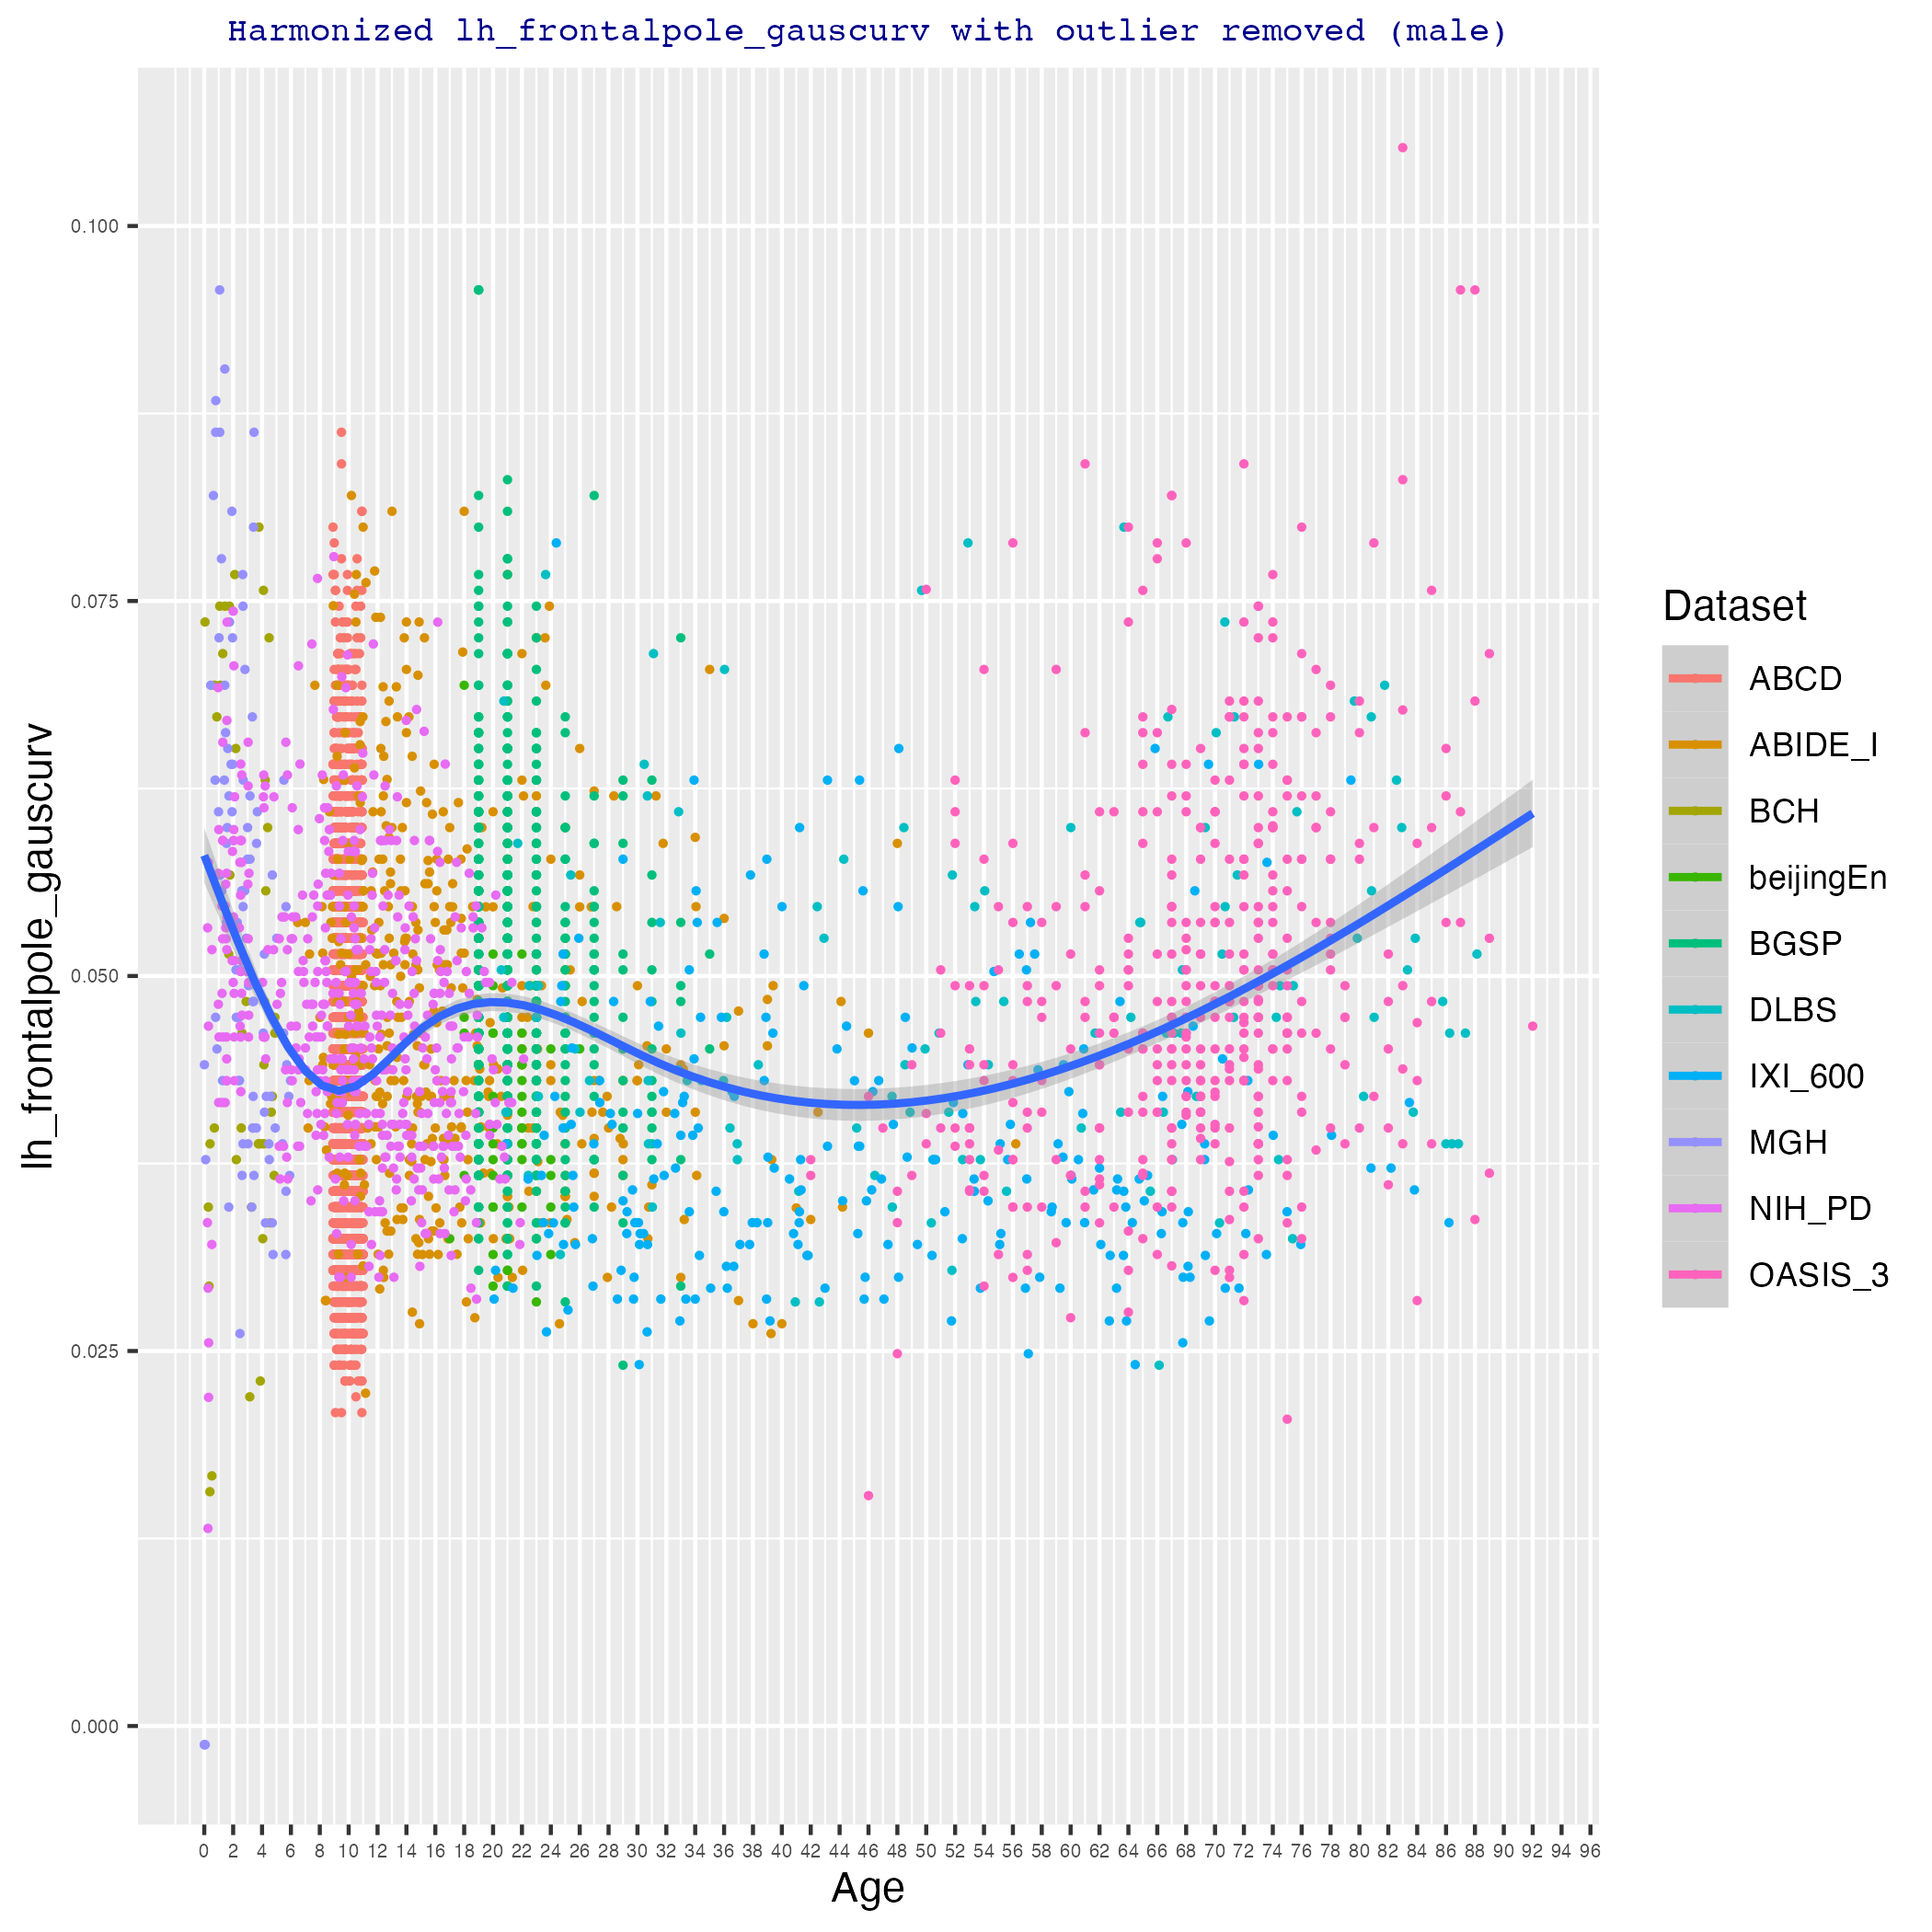 Harmonized lh_frontalpole_gauscurv with outlier removed (male)
lh_frontalpole_gauscurv
0.100
0.075
0.050
0.025
0.000
0 2 4 6 8 10 12 14 16 18 20 22 24 26 28 30 32 34 36 38 40 42 44 46 48 50 52 54 56 58 60 62 64 66 68 70 72 74 76 78 80 82 84 86 88 90 92 94 96
Age
Dataset
ABCD
ABIDE_I
BCH
beijingEn
BGSP
DLBS
IXI_600
MGH
NIH_PD
OASIS_3